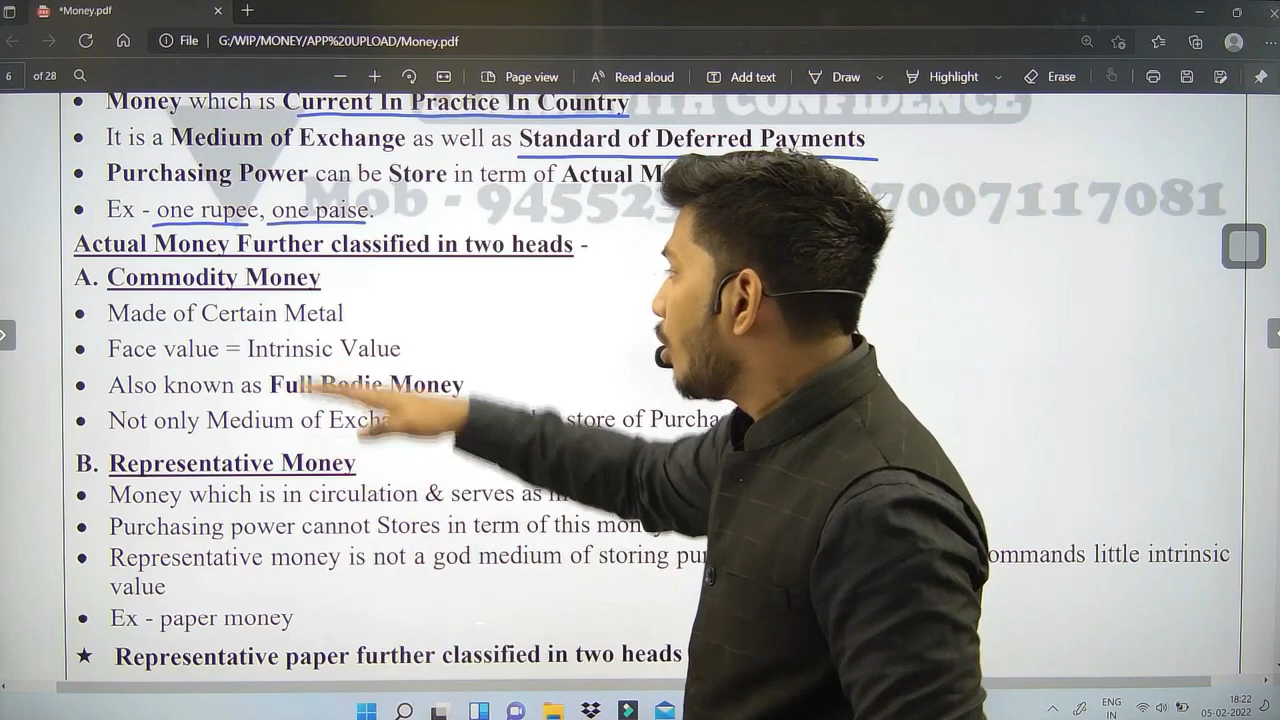 *Money.pdf
File
G:/WIP/MONEY/APP%20UPLOAD/Money.pdf
6 of 28
Page view
Read aloud
Add text
Draw
Highlight
Erase
WITH CONFIDENCE
Money which is Current In Practice In Country
It is a Medium of Exchange as well as Standard of Deferred Payments
Purchasing Power can be Store in term of Actual M
Mob - 94552 7007117081
Ex - one rupee, one paise.
Actual Money Further classified in two heads -
A. Commodity Money
Made of Certain Metal
Face value = Intrinsic Value
Also known as Full Bodie Money
Not only Medium of Excha store of Purcha
B. Representative Money
Money which is in circulation & serves as
Purchasing power cannot Stores in term of this mon
Representative money is not a god medium of storing pu ommands little intrinsic
value
Ex - paper money
★ Representative paper further classified in two heads
ENG
IN
18:22
05-02-2022